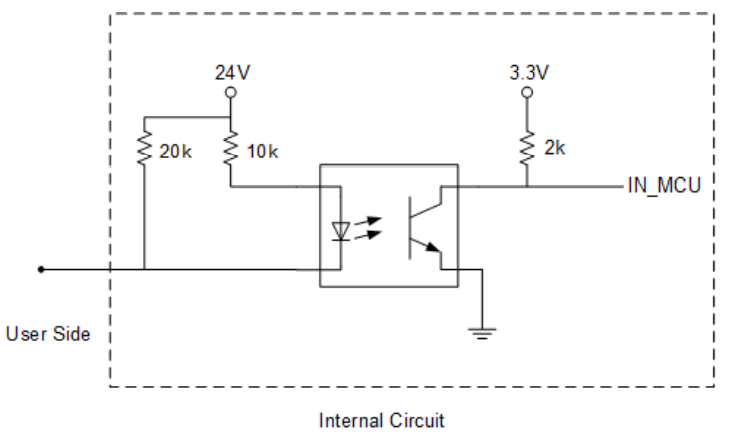 24V
3.3V
20k
10k
2k
IN_MCU
User Side
Internal Circuit